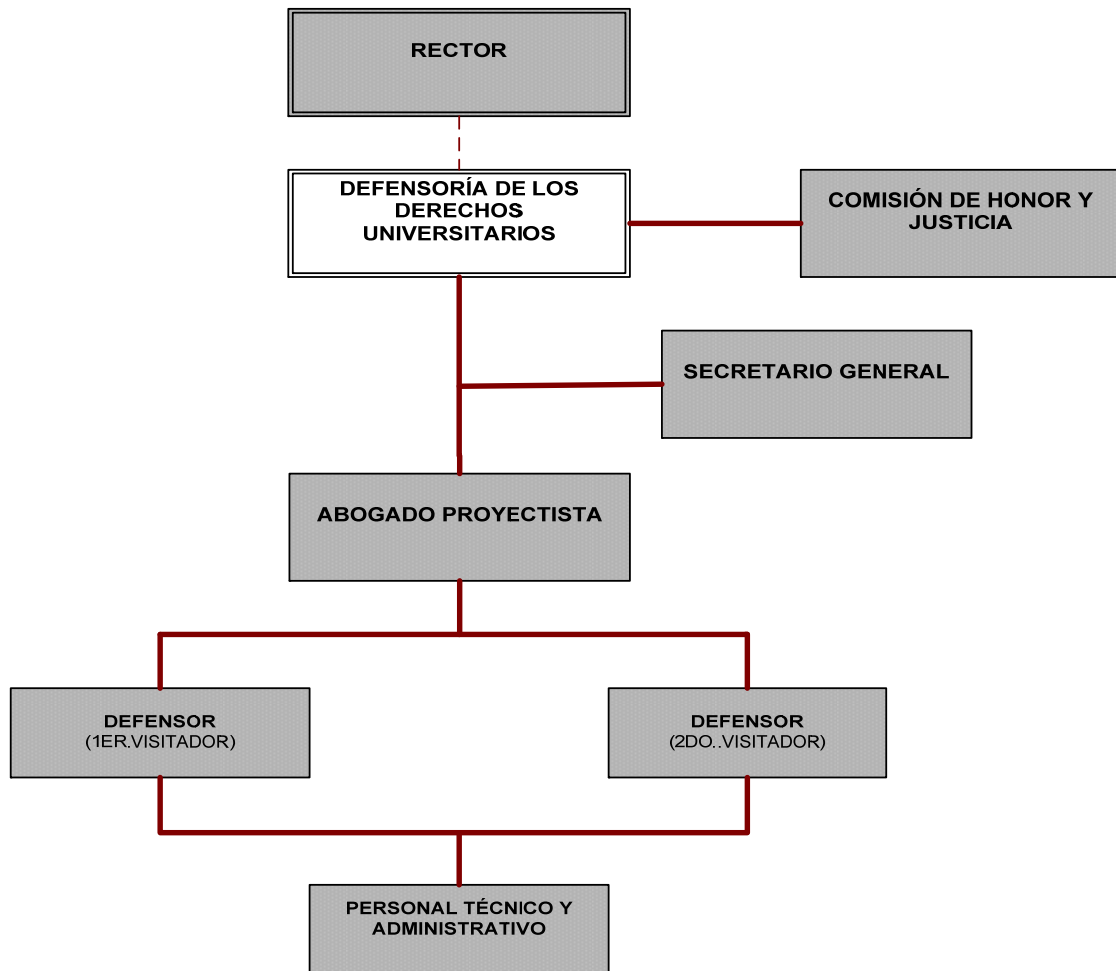 RECTOR
DEFENSORÍA DE LOS
DERECHOS
UNIVERSITARIOS
COMISIÓN DE HONOR Y
JUSTICIA
SECRETARIO GENERAL
ABOGADO PROYECTISTA
DEFENSOR
(1ER.VISITADOR)
DEFENSOR
(2DO..VISITADOR)
PERSONAL TÉCNICO Y
ADMINISTRATIVO